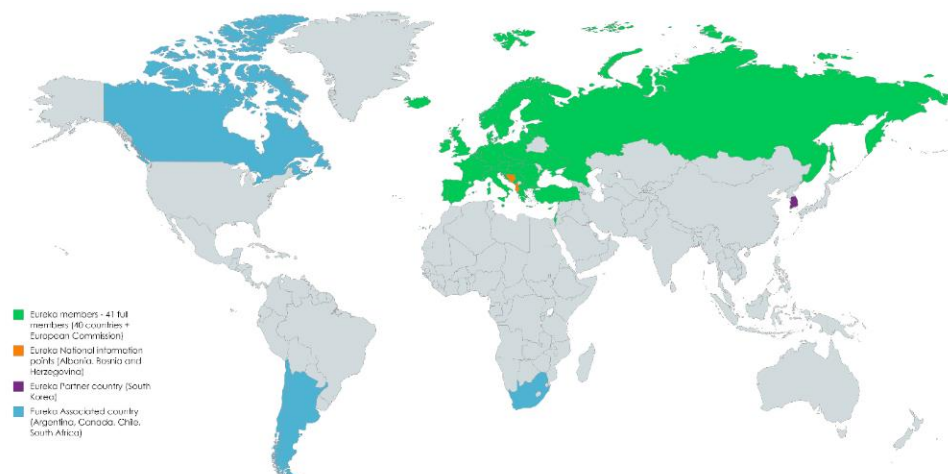 Eureka members - 41 full
members (40 countries +
European Commission)
Eureka National information
points (Albania, Bosnia and
Herzegovina)
Eureka Partner country (South
Korea)
Eureka Associated country
(Argentina, Canada, Chile,
South Africa)